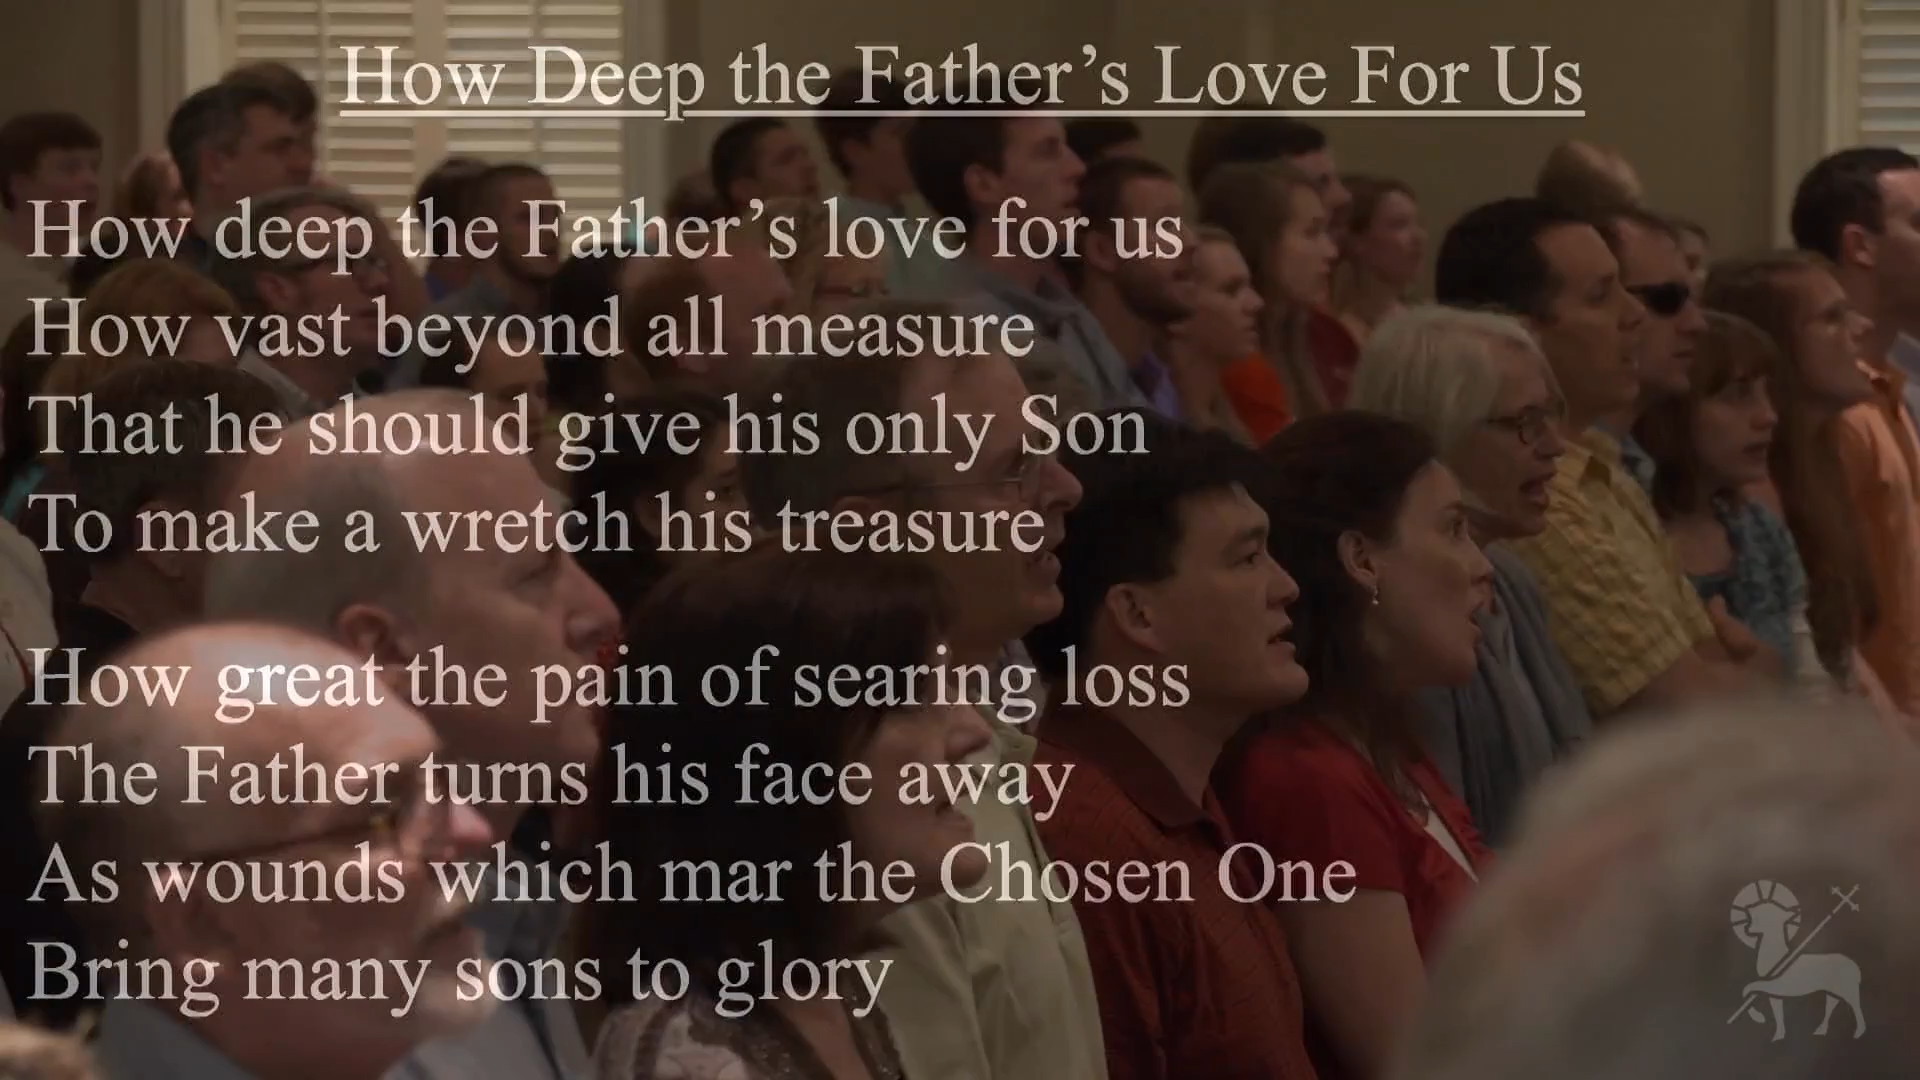 How Deep the Father’s Love For Us
How deep the Father’s love for us
How vast beyond all measure
That he should give his only Son
To make a wretch his treasure
How great the pain of searing loss
The Father turns his face away
As wounds which mar the Chosen One
Bring many sons to glory